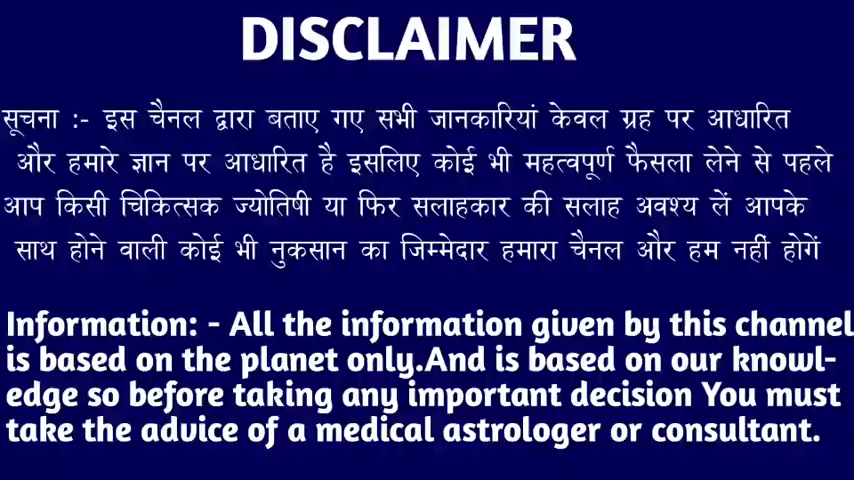 DISCLAIMER
सूचना :- इस चैनल द्वारा बताए गए सभी जानकारियां केवल ग्रह पर आधारित
और हमारे ज्ञान पर आधारित है इसलिए कोई भी महत्वपूर्ण फैसला लेने से पहले
आप किसी चिकित्सक ज्योतिषी या फिर सलाहकार की सलाह अवश्य लें आपके
साथ होने वाली कोई भी नुकसान का जिम्मेदार हमारा चैनल और हम नहीं होगें
Information: - All the information given by this channel
is based on the planet only.And is based on our knowl-
edge so before taking any important decision You must
take the advice of a medical astrologer or consultant.